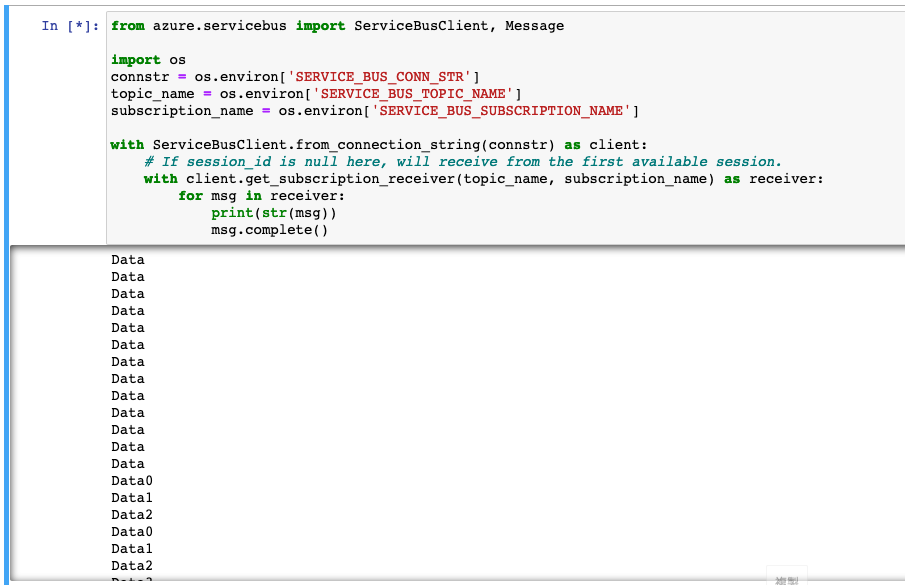 In [*]: from azure.servicebus import ServiceBusClient, Message
import os
connstr = os.environ['SERVICE_BUS_CONN_STR']
topic_name = os.environ['SERVICE_BUS_TOPIC_NAME']
subscription_name = os.environ['SERVICE_BUS_SUBSCRIPTION_NAME']
with ServiceBusClient.from_connection_string(connstr) as client:
# If session_id is null here, will receive from the first available session.
with client.get_subscription_receiver(topic_name, subscription_name) as receiver:
for msg in receiver:
print(str(msg))
msg.complete()
Data
Data
Data
Data
Data
Data
Data
Data
Data
Data
Data
Data
Data
Data0
Data1
Data2
Data0
Data1
Data2